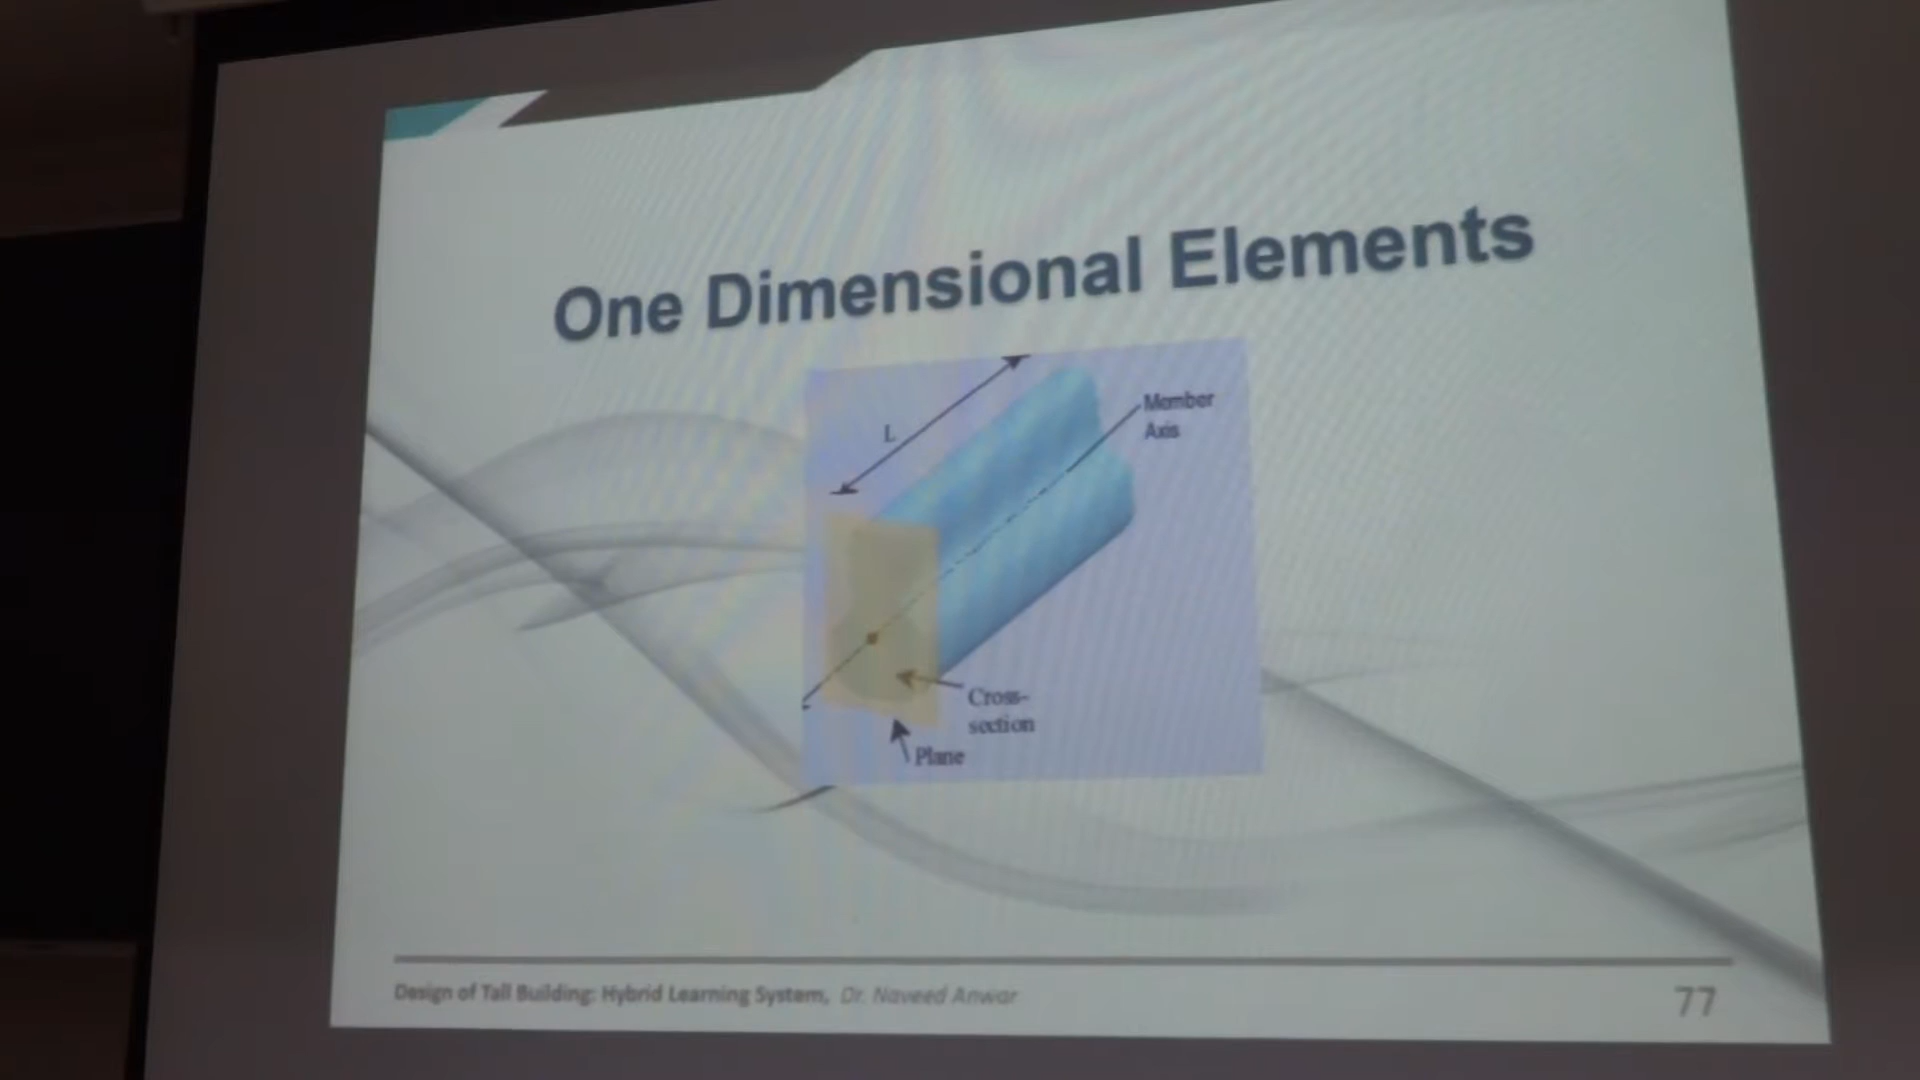 One Dimensional Elements
L
Member
Axis
Cross-
section
Plane
Design of Tall Building: Hybrid Learning System, Dr. Naveed Anwar
77